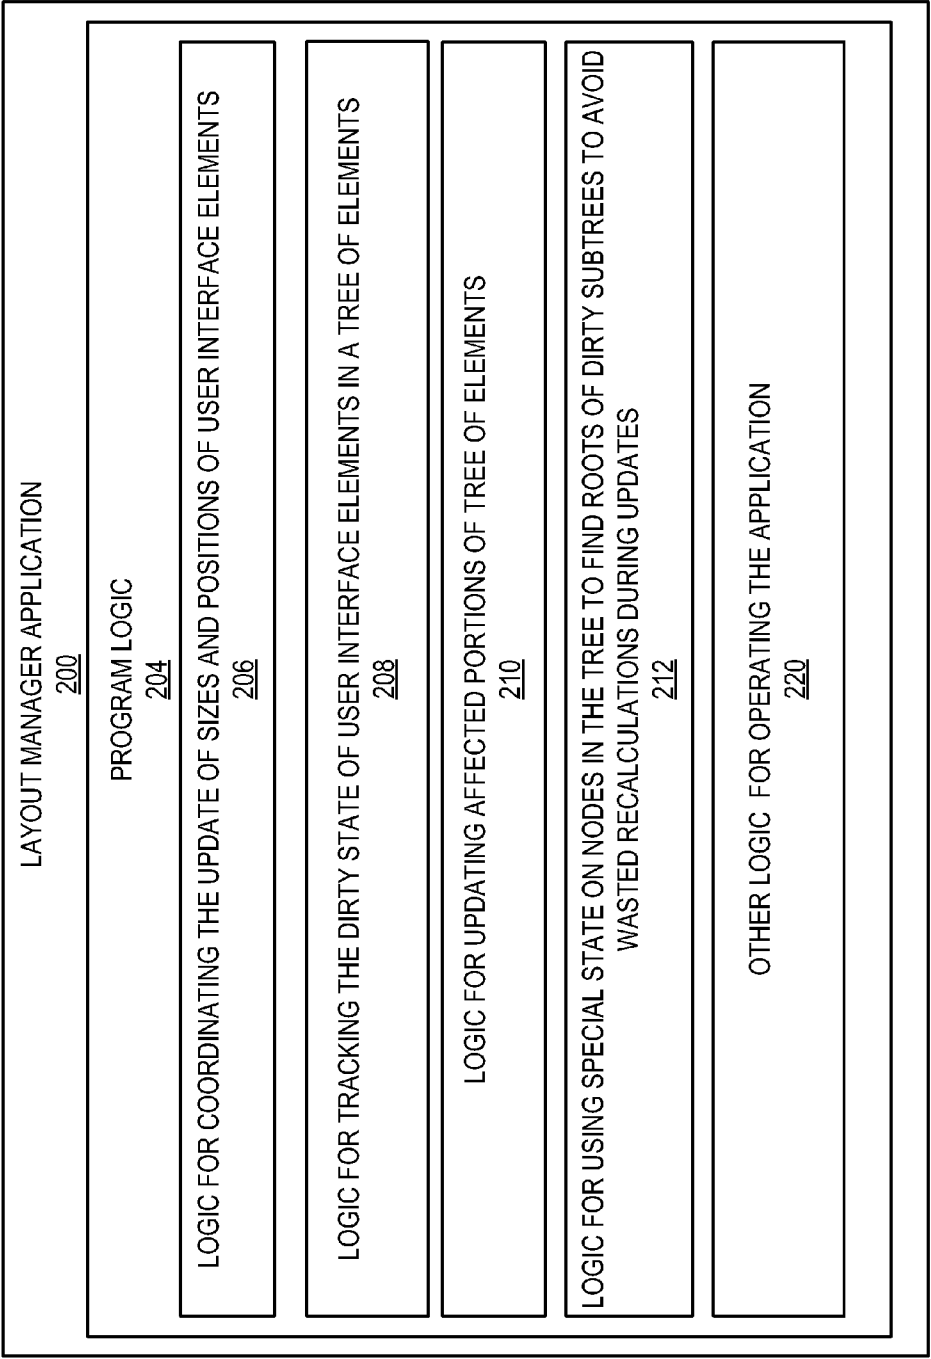 LAYOUT MANAGER APPLICATION
200
PROGRAM LOGIC
204
LOGIC FOR COORDINATING THE UPDATE OF SIZES AND POSITIONS OF USER INTERFACE ELEMENTS
206
LOGIC FOR TRACKING THE DIRTY STATE OF USER INTERFACE ELEMENTS IN A TREE OF ELEMENTS
208
LOGIC FOR UPDATING AFFECTED PORTIONS OF TREE OF ELEMENTS
210
LOGIC FOR USING SPECIAL STATE ON NODES IN THE TREE TO FIND ROOTS OF DIRTY SUBTREES TO AVOID
WASTED RECALCULATIONS DURING UPDATES
212
OTHER LOGIC FOR OPERATING THE APPLICATION
220